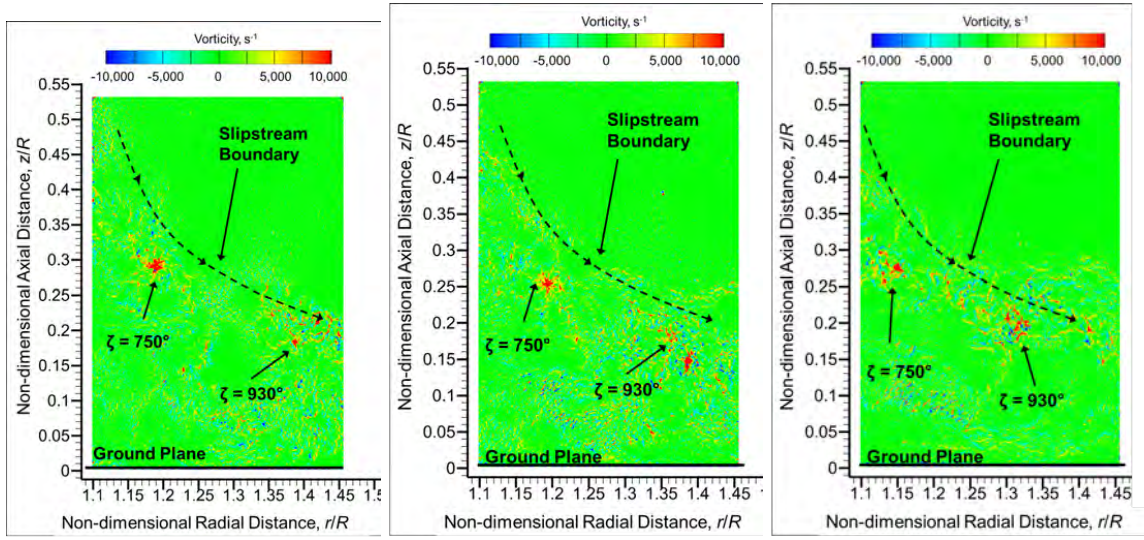 Vorticity, s⁻¹
-10,000 -5,000 0 5,000 10,000
0.55
0.5
0.45
0.4
0.35
0.3
0.25
0.2
0.15
0.1
0.05
0
Non-dimensional Axial Distance, z/R
Slipstream
Boundary
ζ = 750°
ζ = 930°
Ground Plane
1.1 1.15 1.2 1.25 1.3 1.35 1.4 1.45 1.5
Non-dimensional Radial Distance, r/R
Vorticity, s⁻¹
-10,000 -5,000 0 5,000 10,000
0.55
0.5
0.45
0.4
0.35
0.3
0.25
0.2
0.15
0.1
0.05
0
Non-dimensional Axial Distance, z/R
Slipstream
Boundary
ζ = 750°
ζ = 930°
Ground Plane
1.1 1.15 1.2 1.25 1.3 1.35 1.4 1.45
Non-dimensional Radial Distance, r/R
Vorticity, s⁻¹
-10,000 -5,000 0 5,000 10,000
0.55
0.5
0.45
0.4
0.35
0.3
0.25
0.2
0.15
0.1
0.05
0
Non-dimensional Axial Distance, z/R
Slipstream
Boundary
ζ = 750°
ζ = 930°
Ground Plane
1.1 1.15 1.2 1.25 1.3 1.35 1.4 1.45
Non-dimensional Radial Distance, r/R